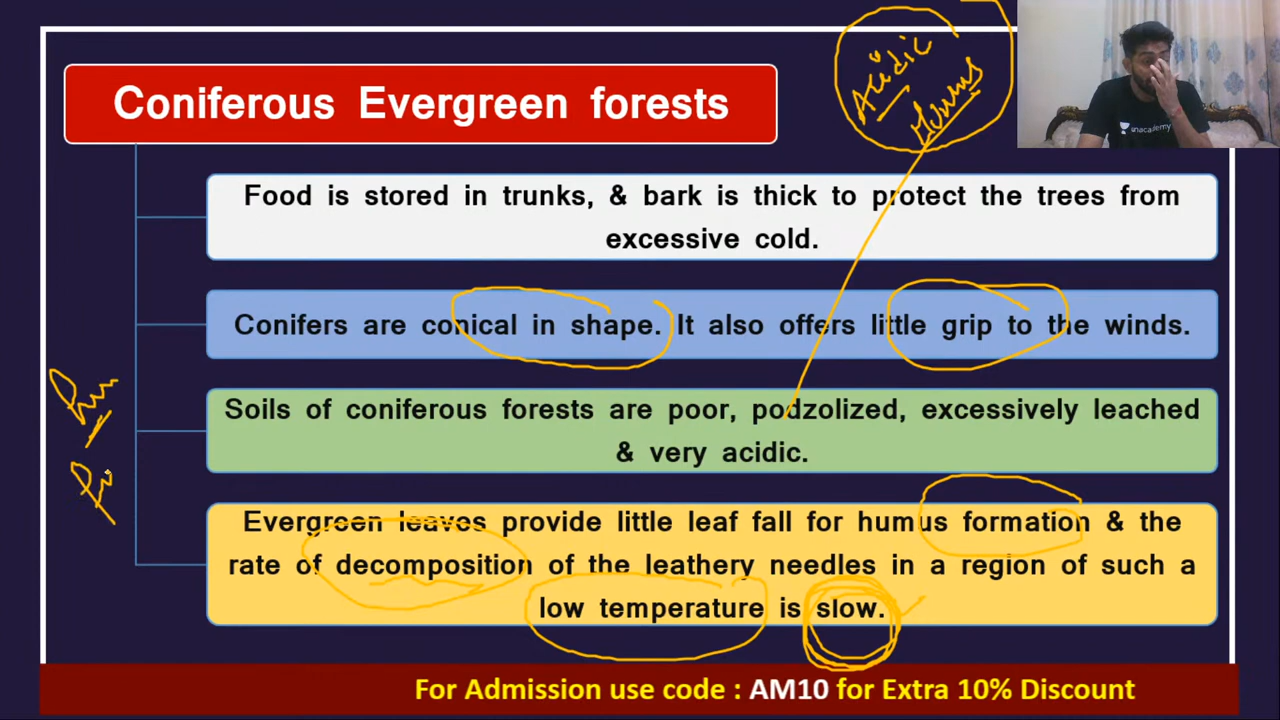 Acidic
Humus
unacademy
Coniferous Evergreen forests
Food is stored in trunks, & bark is thick to protect the trees from
excessive cold.
Conifers are conical in shape. It also offers little grip to the winds.
Soils of coniferous forests are poor, podzolized, excessively leached
& very acidic.
Evergreen leaves provide little leaf fall for humus formation & the
rate of decomposition of the leathery needles in a region of such a
low temperature is slow.
For Admission use code : AM10 for Extra 10% Discount